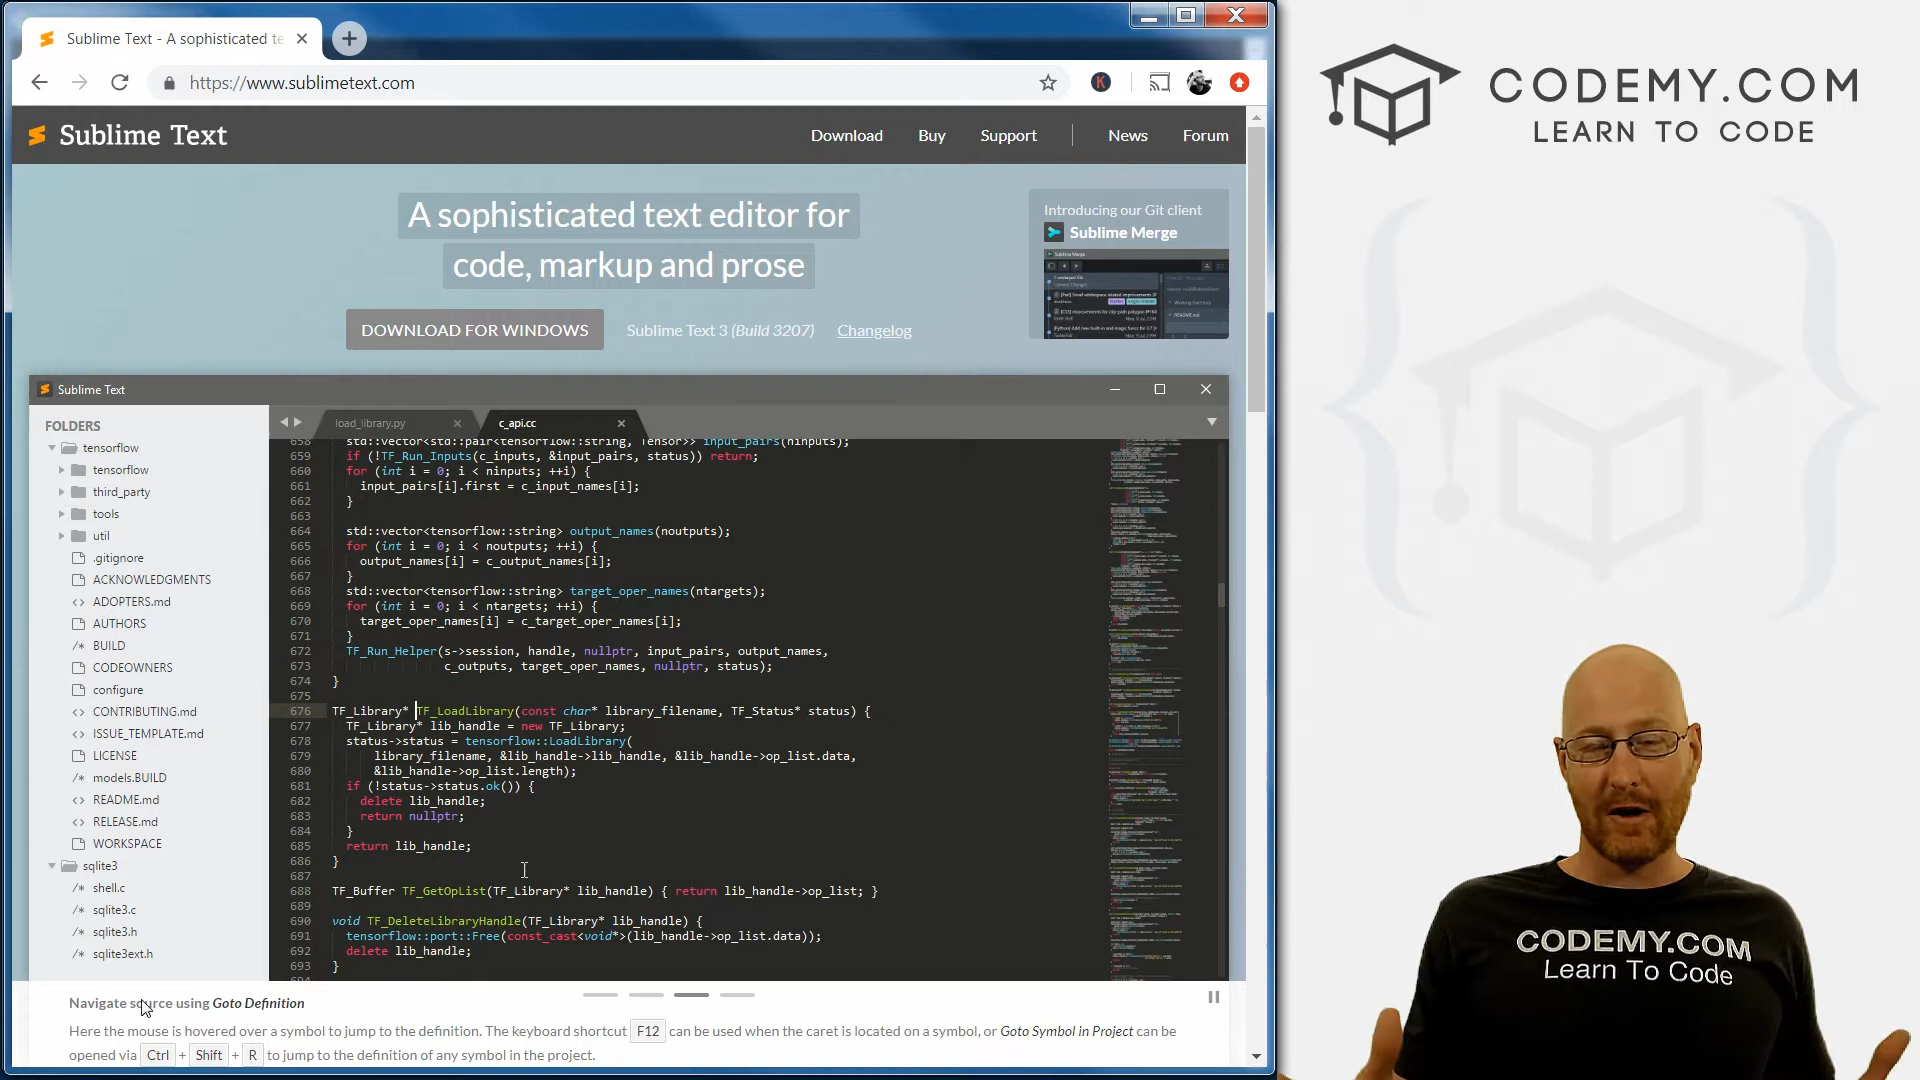 Sublime Text - A sophisticated te
https://www.sublimetext.com
K
Sublime Text
Download
Buy
Support
News
Forum
A sophisticated text editor for
code, markup and prose
DOWNLOAD FOR WINDOWS
Sublime Text 3 (Build 3207)
Changelog
Introducing our Git client
Sublime Merge
Sublime Text
FOLDERS
tensorflow
tensorflow
third_party
tools
util
.gitignore
ACKNOWLEDGMENTS
ADOPTERS.md
AUTHORS
BUILD
CODEOWNERS
configure
CONTRIBUTING.md
ISSUE_TEMPLATE.md
LICENSE
models.BUILD
README.md
RELEASE.md
WORKSPACE
sqlite3
shell.c
sqlite3.c
sqlite3.h
sqlite3ext.h
load_library.py
c_api.cc
658 std::vector<std::pair<tensorflow::string, Tensor>> input_pairs(ninputs);
659 if (!TF_Run_Inputs(c_inputs, &input_pairs, status)) return;
660 for (int i = 0; i < ninputs; ++i) {
661 input_pairs[i].first = c_input_names[i];
662 }
663
664 std::vector<tensorflow::string> output_names(noutputs);
665 for (int i = 0; i < noutputs; ++i) {
666 output_names[i] = c_output_names[i];
667 }
668 std::vector<tensorflow::string> target_oper_names(ntargets);
669 for (int i = 0; i < ntargets; ++i) {
670 target_oper_names[i] = c_target_oper_names[i];
671 }
672 TF_Run_Helper(s->session, handle, nullptr, input_pairs, output_names,
673 c_outputs, target_oper_names, nullptr, status);
674 }
675
676 TF_Library* TF_LoadLibrary(const char* library_filename, TF_Status* status) {
677 TF_Library* lib_handle = new TF_Library;
678 status->status = tensorflow::LoadLibrary(
679 library_filename, &lib_handle->lib_handle, &lib_handle->op_list.data,
680 &lib_handle->op_list.length);
681 if (!status->status.ok()) {
682 delete lib_handle;
683 return nullptr;
684 }
685 return lib_handle;
686 }
687
688 TF_Buffer TF_GetOpList(TF_Library* lib_handle) { return lib_handle->op_list; }
689
690 void TF_DeleteLibraryHandle(TF_Library* lib_handle) {
691 tensorflow::port::Free(const_cast<void*>(lib_handle->op_list.data));
692 delete lib_handle;
693 }
Navigate source using Goto Definition
Here the mouse is hovered over a symbol to jump to the definition. The keyboard shortcut F12 can be used when the caret is located on a symbol, or Goto Symbol in Project can be
opened via Ctrl + Shift + R to jump to the definition of any symbol in the project.
CODEMY.COM
LEARN TO CODE
CODEMY.COM
Learn To Code